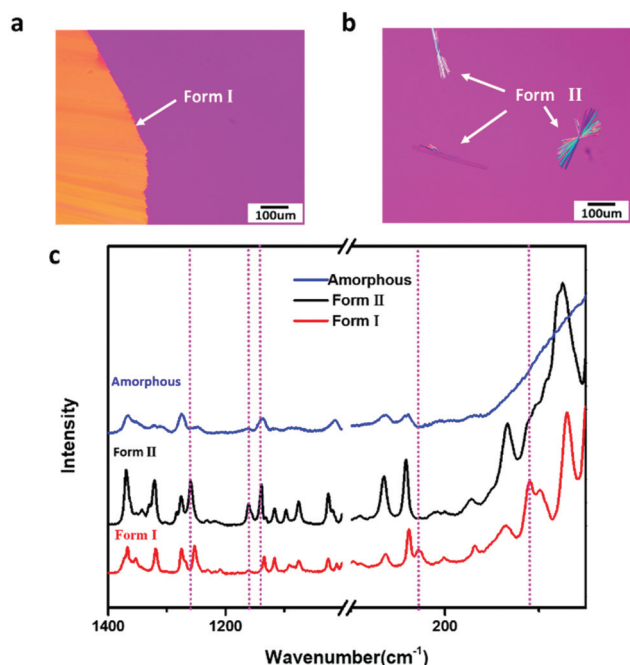 a
Form I
100um
b
Form II
100um
c
Amorphous
Form II
Form I
Amorphous
Form II
Form I
Intensity
1400
1200
200
Wavenumber(cm⁻¹)